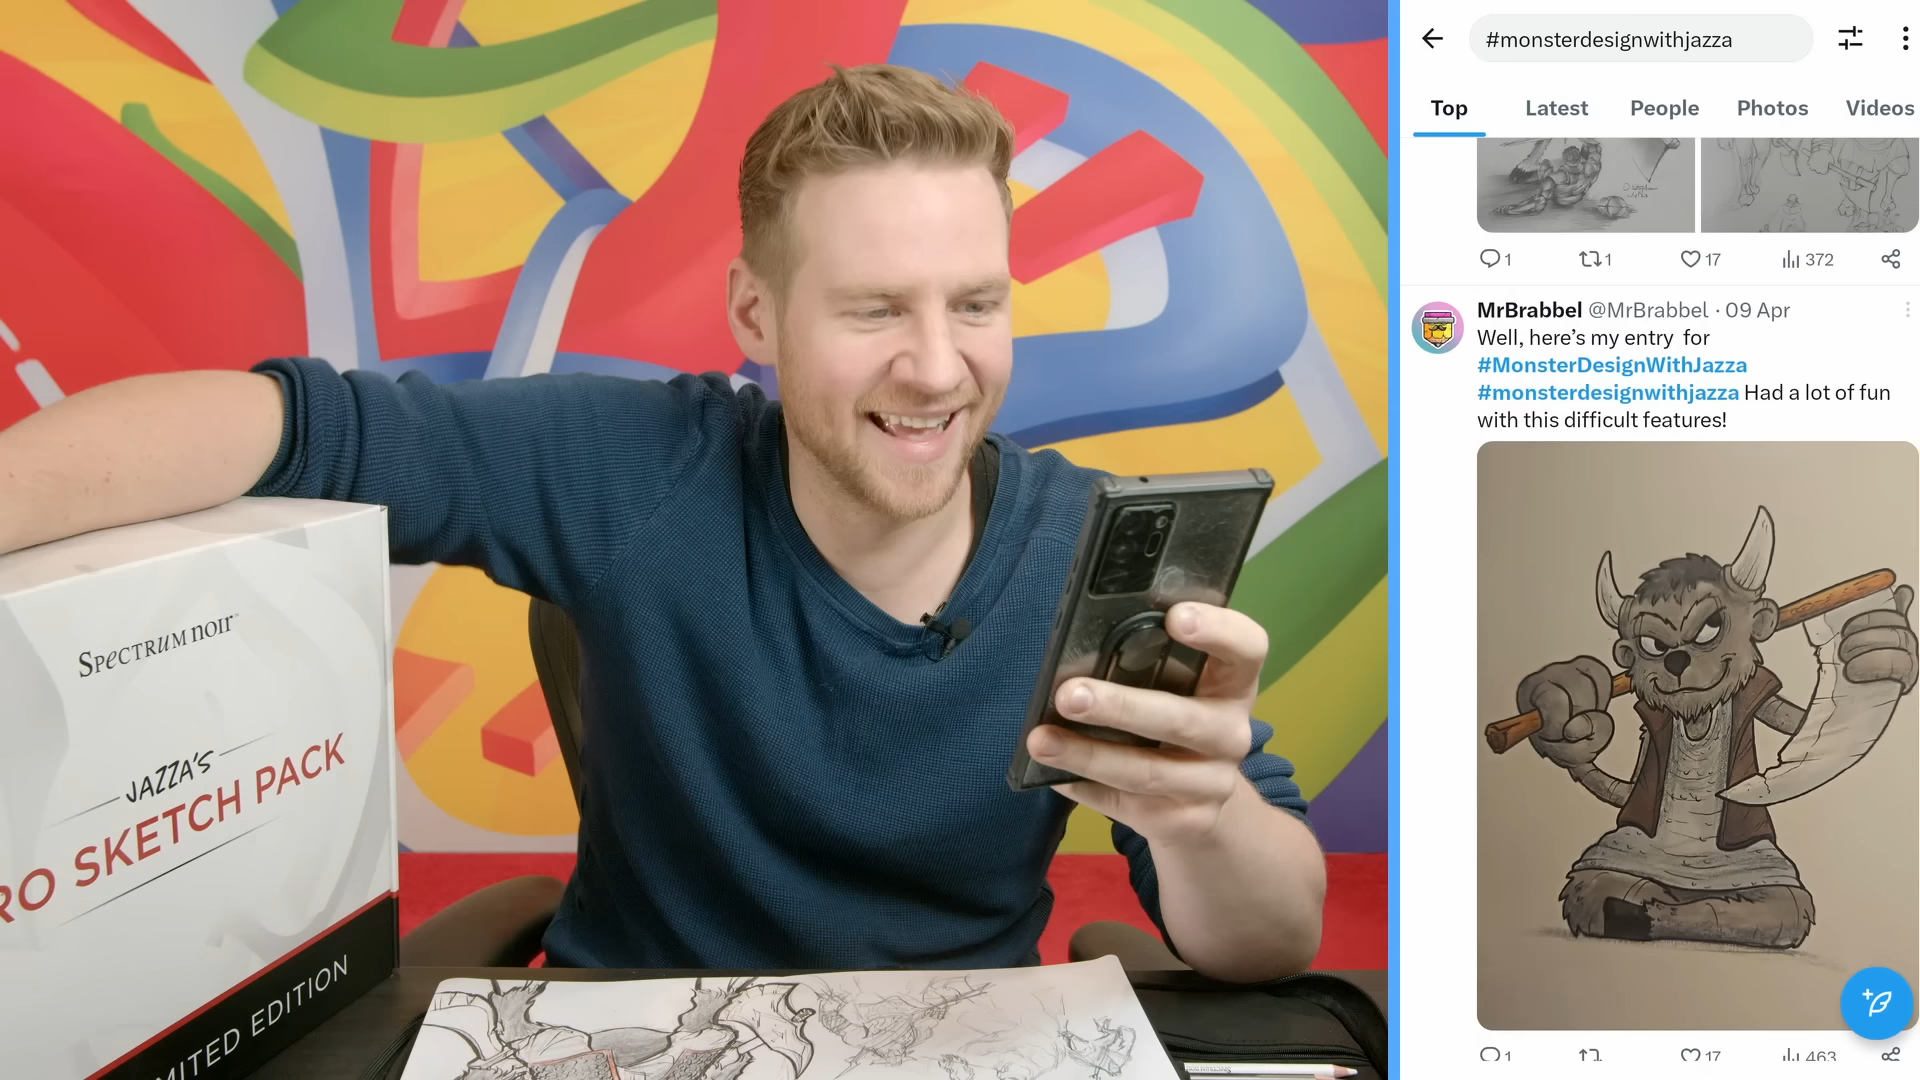 SPECTRUM noir
JAZZA'S
RO SKETCH PACK
MITED EDITION
#monsterdesignwithjazza
Top Latest People Photos Videos
1 1 17 372
MrBrabbel @MrBrabbel · 09 Apr
Well, here's my entry for
#MonsterDesignWithJazza
#monsterdesignwithjazza Had a lot of fun
with this difficult features!
1 17 463